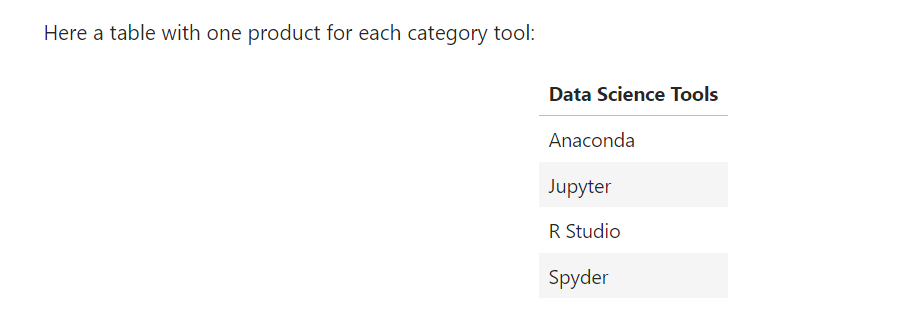 Here a table with one product for each category tool:
Data Science Tools
Anaconda
Jupyter
R Studio
Spyder